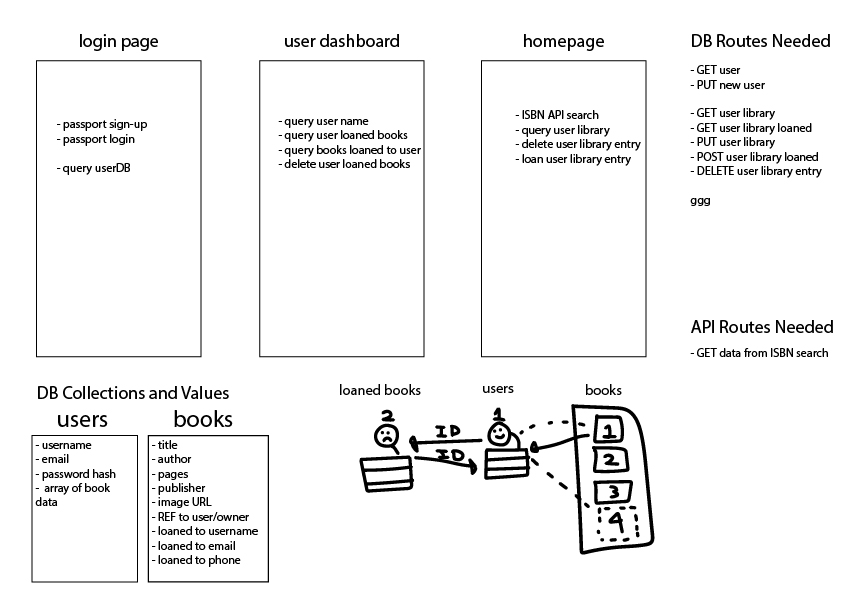 login page
- passport sign-up
- passport login
- query userDB
user dashboard
- query user name
- query user loaned books
- query books loaned to user
- delete user loaned books
homepage
- ISBN API search
- query user library
- delete user library entry
- loan user library entry
DB Routes Needed
- GET user
- PUT new user
- GET user library
- GET user library loaned
- PUT user library
- POST user library loaned
- DELETE user library entry
ggg
API Routes Needed
- GET data from ISBN search
DB Collections and Values
users
- username
- email
- password hash
- array of book
data
books
- title
- author
- pages
- publisher
- image URL
- REF to user/owner
- loaned to username
- loaned to email
- loaned to phone
loaned books
2
users
1
ID
ID
books
1
2
3
4